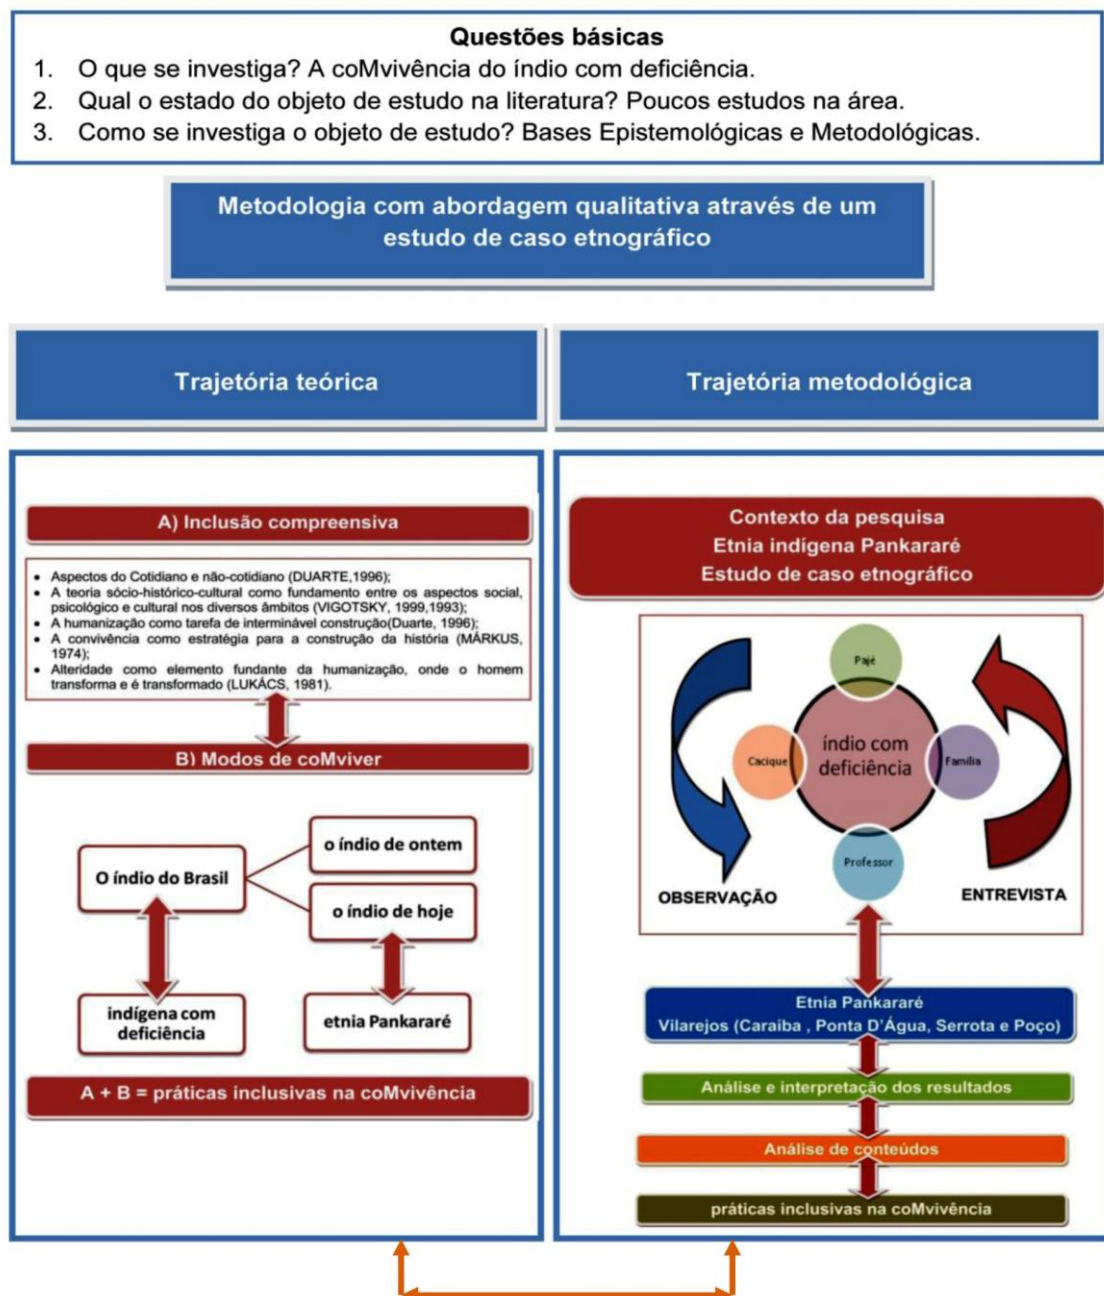 Questões básicas
1. O que se investiga? A coMvivência do índio com deficiência.
2. Qual o estado do objeto de estudo na literatura? Poucos estudos na área.
3. Como se investiga o objeto de estudo? Bases Epistemológicas e Metodológicas.
Metodologia com abordagem qualitativa através de um
estudo de caso etnográfico
Trajetória teórica
A) Inclusão compreensiva
• Aspectos do Cotidiano e não-cotidiano (DUARTE,1996);
• A teoria sócio-histórico-cultural como fundamento entre os aspectos social,
psicológico e cultural nos diversos âmbitos (VIGOTSKY, 1999,1993);
• A humanização como tarefa de interminável construção(Duarte, 1996);
• A convivência como estratégia para a construção da história (MÁRKUS,
1974);
• Alteridade como elemento fundante da humanização, onde o homem
transforma e é transformado (LUKÁCS, 1981).
B) Modos de coMviver
O índio do Brasil
o índio de ontem
o índio de hoje
indígena com
deficiência
etnia Pankararé
A + B = práticas inclusivas na coMvivência
Trajetória metodológica
Contexto da pesquisa
Etnia indígena Pankararé
Estudo de caso etnográfico
Pajé
Cacique
índio com
deficiência
Família
Professor
OBSERVAÇÃO
ENTREVISTA
Etnia Pankararé
Vilarejos (Caraíba , Ponta D'Água, Serrota e Poço)
Análise e interpretação dos resultados
Análise de conteúdos
práticas inclusivas na coMvivência